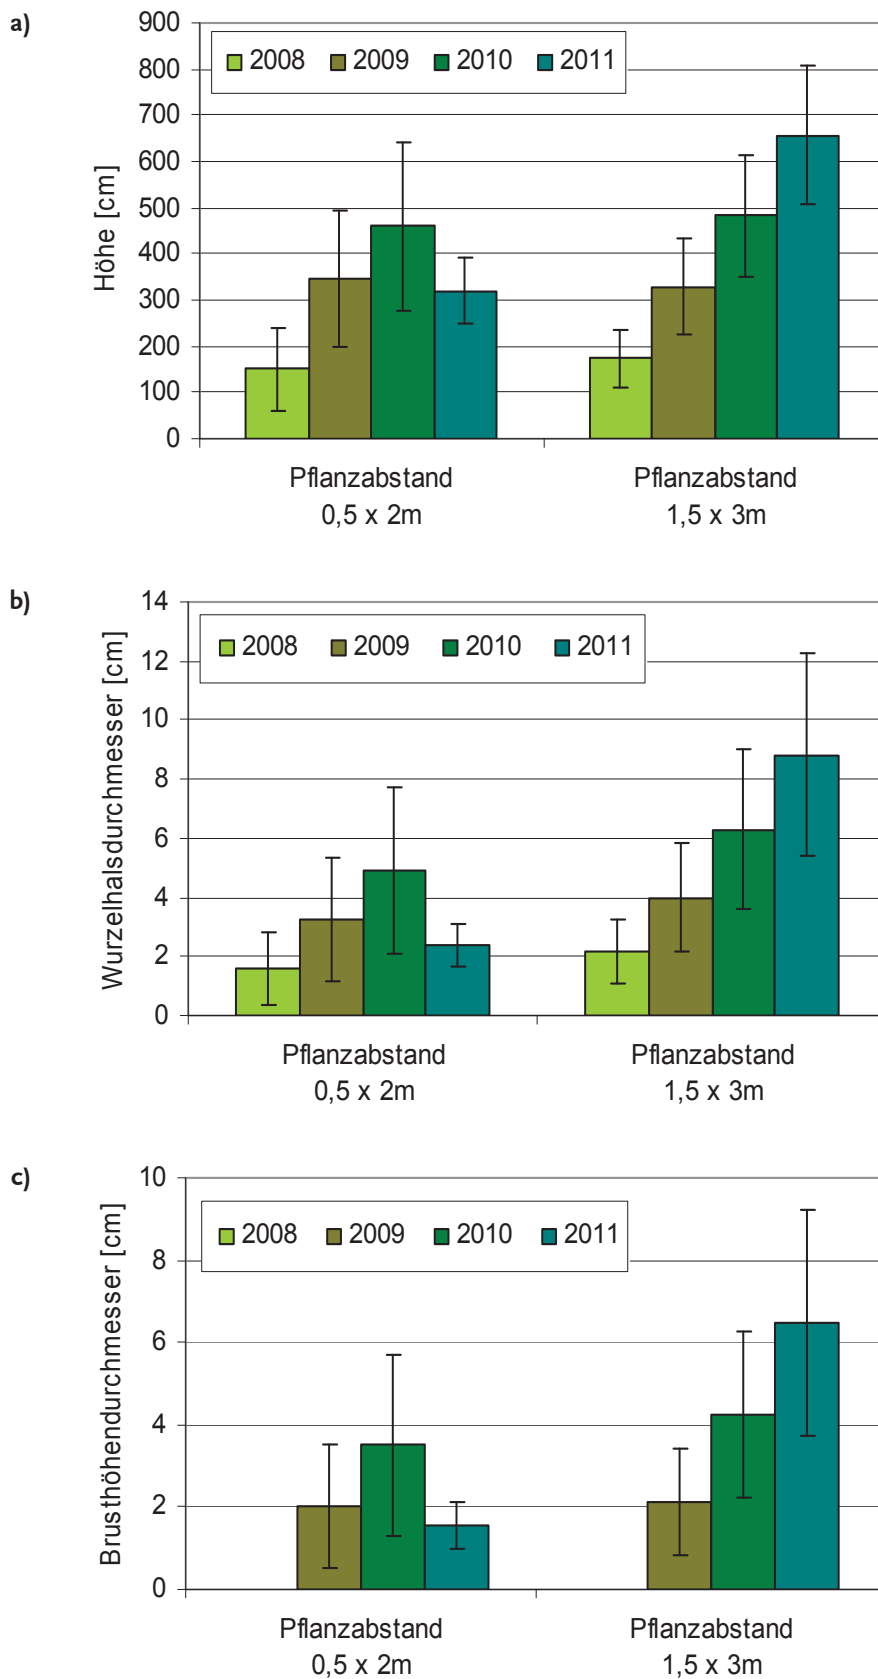 a)
Höhe [cm]
900
800
700
600
500
400
300
200
100
0
2008 2009 2010 2011
Pflanzabstand
0,5 x 2m
Pflanzabstand
1,5 x 3m
b)
Wurzelhalsdurchmesser [cm]
14
12
10
8
6
4
2
0
2008 2009 2010 2011
Pflanzabstand
0,5 x 2m
Pflanzabstand
1,5 x 3m
c)
Brusthöhendurchmesser [cm]
10
8
6
4
2
0
2008 2009 2010 2011
Pflanzabstand
0,5 x 2m
Pflanzabstand
1,5 x 3m